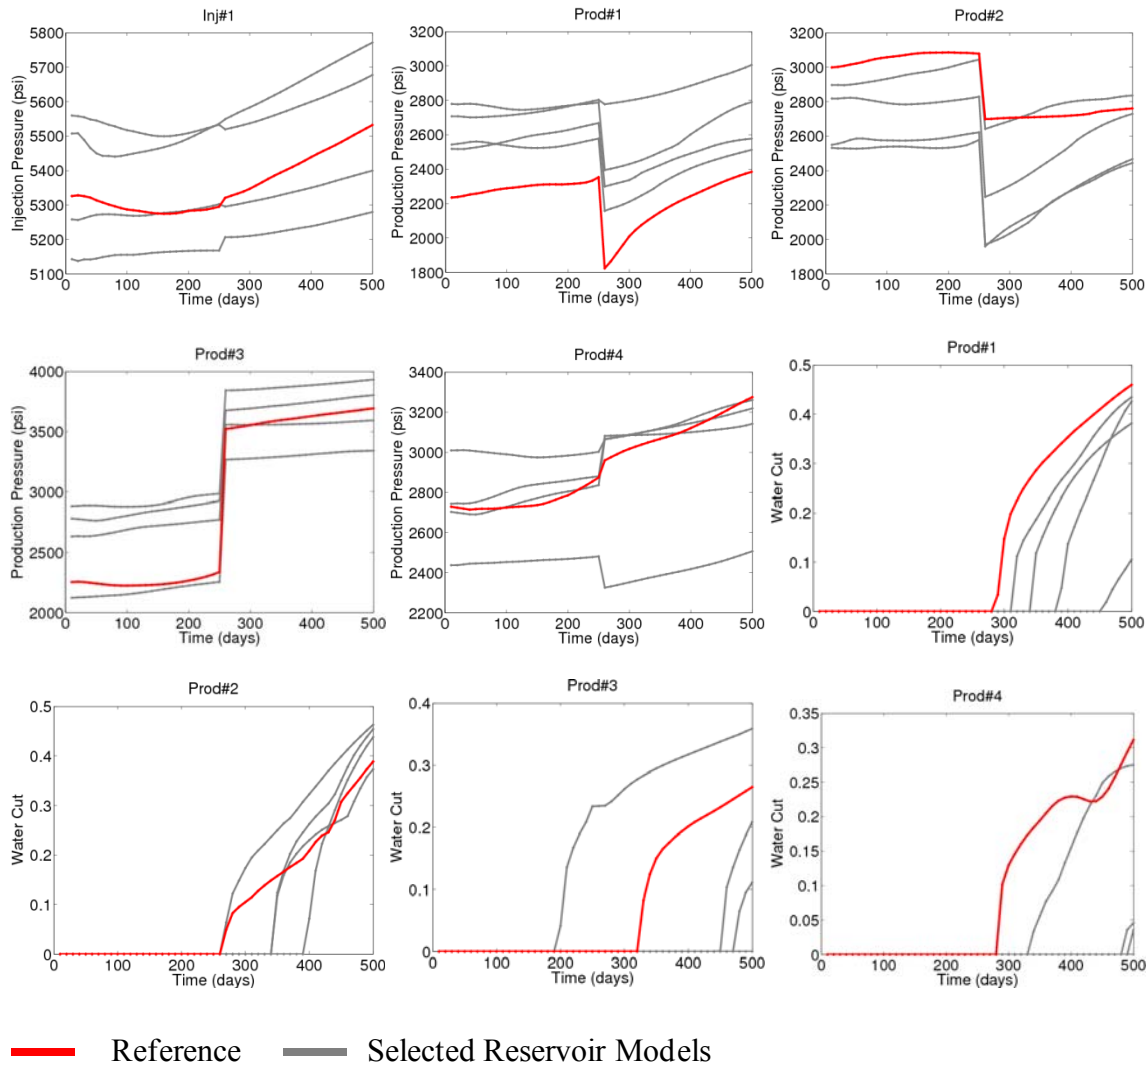 Inj#1
Prod#1
Prod#2
Injection Pressure (psi)
5800
5700
5600
5500
5400
5300
5200
5100
0 100 200 300 400 500
Time (days)
Production Pressure (psi)
3200
3000
2800
2600
2400
2200
2000
1800
0 100 200 300 400 500
Time (days)
Production Pressure (psi)
3200
3000
2800
2600
2400
2200
2000
1800
0 100 200 300 400 500
Time (days)
Prod#3
Prod#4
Prod#1
Production Pressure (psi)
4000
3500
3000
2500
2000
0 100 200 300 400 500
Time (days)
Production Pressure (psi)
3400
3200
3000
2800
2600
2400
2200
0 100 200 300 400 500
Time (days)
Water Cut
0.5
0.4
0.3
0.2
0.1
0
0 100 200 300 400 500
Time (days)
Prod#2
Prod#3
Prod#4
Water Cut
0.5
0.4
0.3
0.2
0.1
0
0 100 200 300 400 500
Time (days)
Water Cut
0.4
0.3
0.2
0.1
0
0 100 200 300 400 500
Time (days)
Water Cut
0.35
0.3
0.25
0.2
0.15
0.1
0.05
0
0 100 200 300 400 500
Time (days)
Reference
Selected Reservoir Models